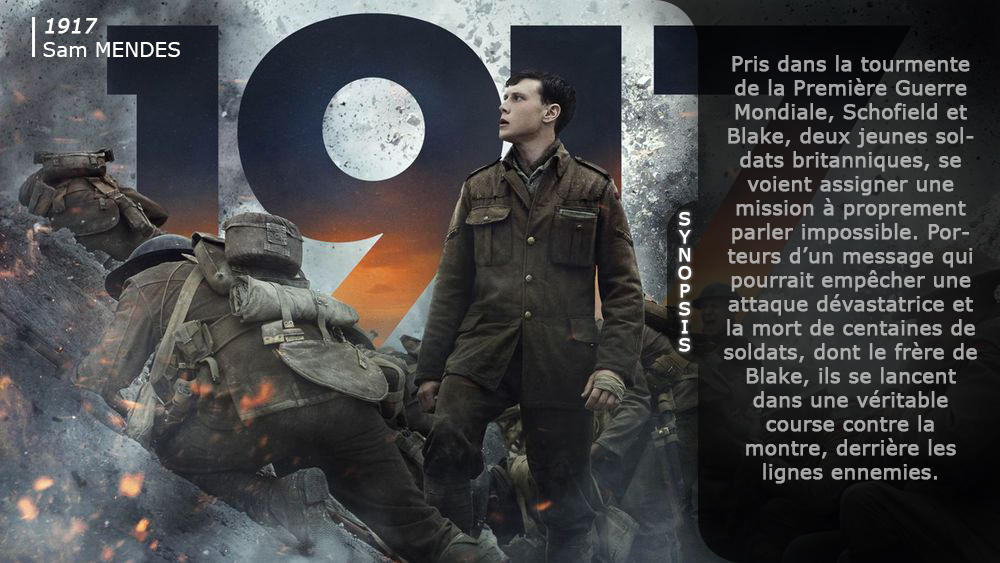 1917
Sam MENDES
1917
SYNOPSIS
Pris dans la tourmente
de la Première Guerre
Mondiale, Schofield et
Blake, deux jeunes sol-
dats britanniques, se
voient assigner une
mission à proprement
parler impossible. Por-
teurs d’un message qui
pourrait empêcher une
attaque dévastatrice et
la mort de centaines de
soldats, dont le frère de
Blake, ils se lancent
dans une véritable
course contre la
montre, derrière les
lignes ennemies.